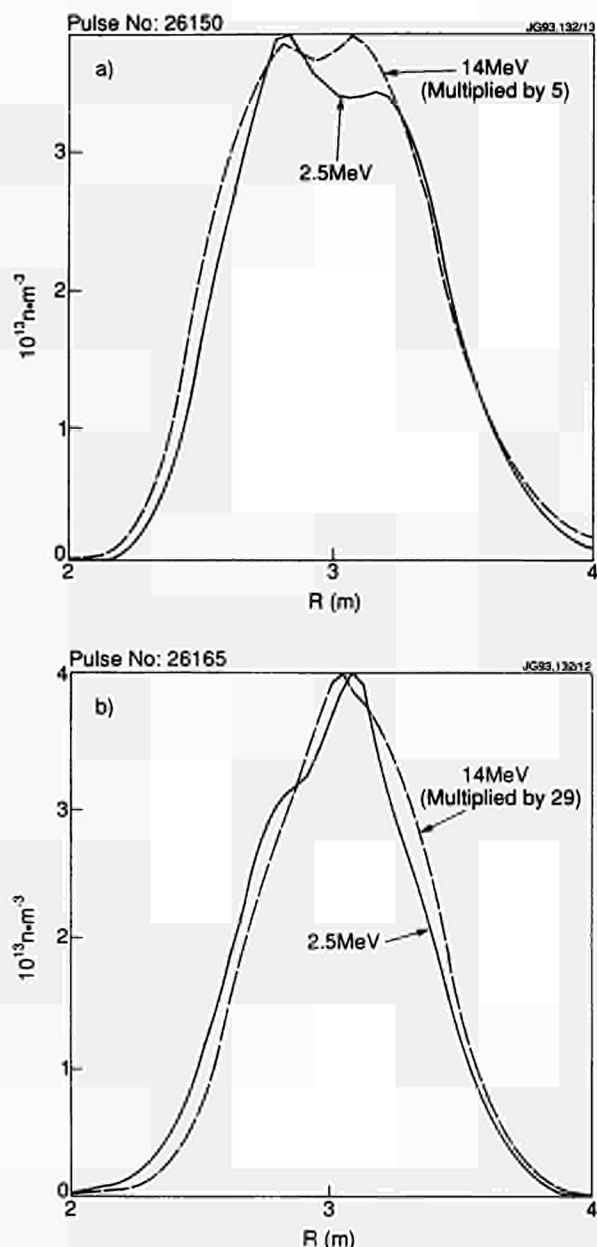 Pulse No: 26150
JG93.132/13
a)
14MeV
(Multiplied by 5)
2.5MeV
3
2
1
0
10¹³n•m⁻³
2
3
4
R (m)
Pulse No: 26165
JG93.132/12
4
b)
14MeV
(Multiplied by 29)
3
2.5MeV
2
1
0
10¹³n•m⁻³
2
3
4
R (m)